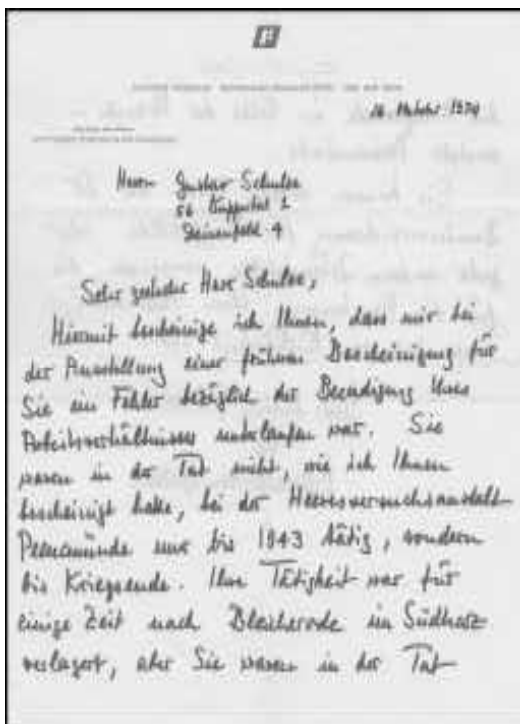 16. Oktober 1974
Herrn Gustav Schulze
56 Wuppertal 2
4
Sehr geehrter Herr Schulze,
Hiermit bescheinige ich Ihnen, dass mir bei
der Ausstellung einer früheren Bescheinigung für
Sie ein Fehler bezüglich der Beendigung Ihres
Arbeitsverhältnisses unterlaufen war. Sie
waren in der Tat nicht, wie ich Ihnen
bescheinigt hatte, bei der Heeresversuchsanstalt
Peenemünde nur bis 1943 tätig, sondern
bis Kriegsende. Ihre Tätigkeit war für
einige Zeit nach Bleicherode im Südharz
verlagert, aber Sie waren in der Tat